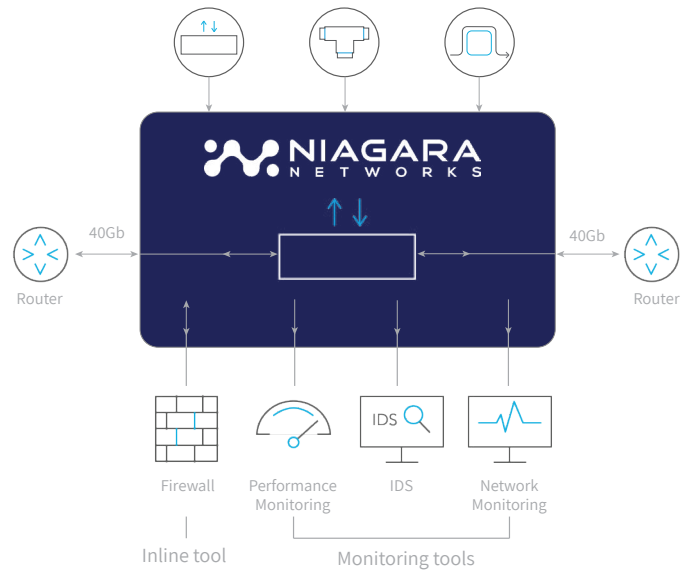 NIAGARA
NETWORKS
40Gb
40Gb
Router
Router
IDS
Firewall
Performance
Monitoring
IDS
Network
Monitoring
Inline tool
Monitoring tools